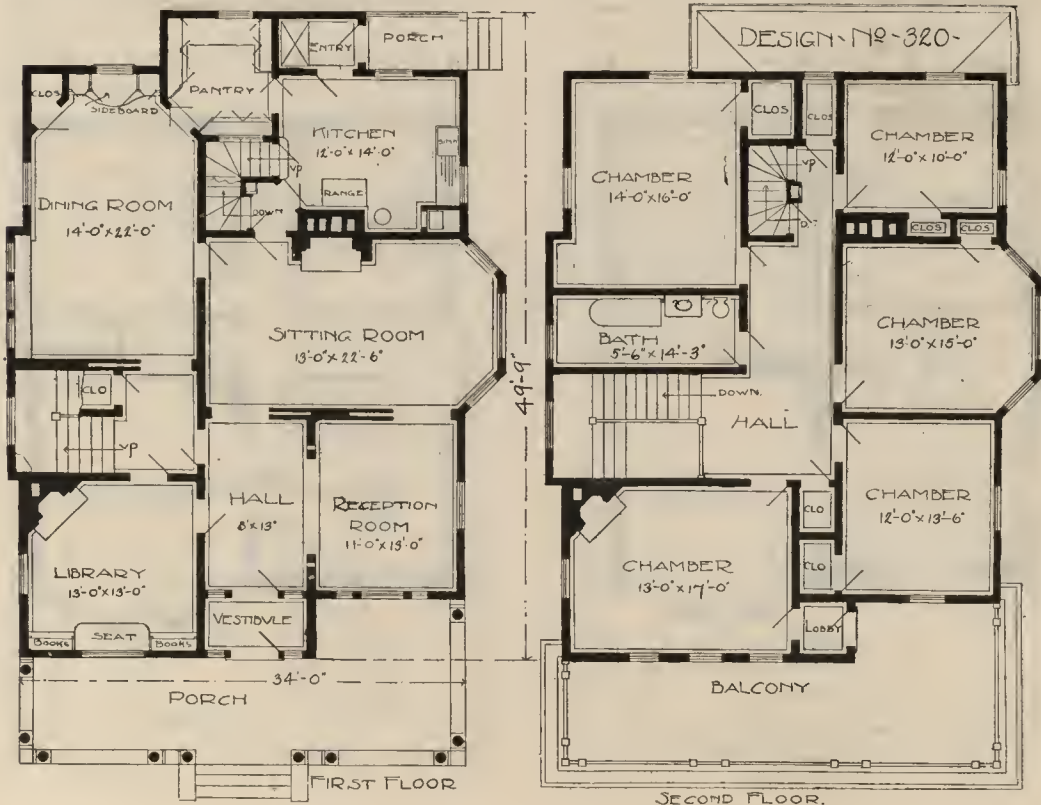 ENTRY
PORCH
CLOS
SIDEBOARD
PANTRY
KITCHEN
12'-0" x 14'-0"
SINK
UP
RANGE
DOWN
DINING ROOM
14'-0" x 22'-0"
SITTING ROOM
13'-0" x 22'-6"
49'-9"
CLO
UP
HALL
8' x 13'
RECEPTION
ROOM
11'-0" x 13'-0"
LIBRARY
13'-0" x 13'-0"
VESTIBULE
BOOKS
SEAT
BOOKS
34'-0"
PORCH
FIRST FLOOR
DESIGN-No-320-
CLOS
CLOS
CHAMBER
12'-0" x 10'-0"
UP
CHAMBER
14'-0" x 16'-0"
CLOS
CLOS
CHAMBER
13'-0" x 15'-0"
BATH
5'-6" x 14'-3"
DOWN.
HALL
CLO
CHAMBER
12'-0" x 13'-6"
CHAMBER
13'-0" x 17'-0"
CLO
LOBBY
BALCONY
SECOND FLOOR.